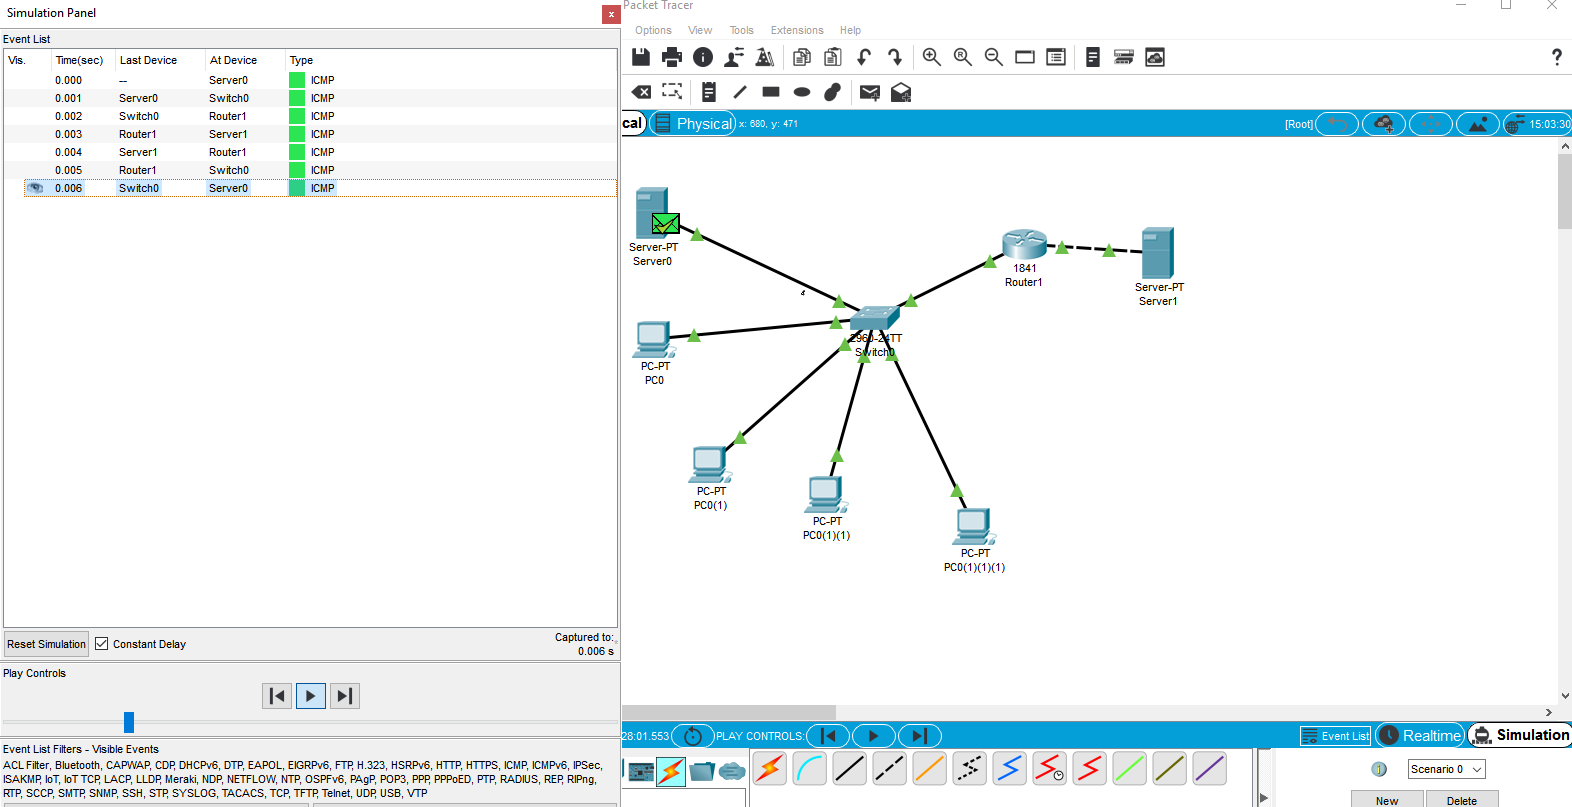 Simulation Panel
x
Event List
Vis. Time(sec) Last Device At Device Type
0.000 -- Server0 ICMP
0.001 Server0 Switch0 ICMP
0.002 Switch0 Router1 ICMP
0.003 Router1 Server1 ICMP
0.004 Server1 Router1 ICMP
0.005 Router1 Switch0 ICMP
0.006 Switch0 Server0 ICMP
Reset Simulation Constant Delay
Captured to:
0.006 s
Play Controls
Event List Filters - Visible Events
ACL Filter, Bluetooth, CAPWAP, CDP, DHCPv6, DTP, EAPOL, EIGRPv6, FTP, H.323, HSRPv6, HTTP, HTTPS, ICMP, ICMPv6, IPSec,
ISAKMP, IoT, IoT TCP, LACP, LLDP, Meraki, NDP, NETFLOW, NTP, OSPFv6, PAgP, POP3, PPP, PPPoED, PTP, RADIUS, REP, RIPng,
RTP, SCCP, SMTP, SNMP, SSH, STP, SYSLOG, TACACS, TCP, TFTP, Telnet, UDP, USB, VTP
Packet Tracer
Options View Tools Extensions Help
?
cal Physical x: 680, y: 471 [Root] 15:03:30
Server-PT
Server0
1841
Router1
Server-PT
Server1
2960-24TT
Switch0
PC-PT
PC0
PC-PT
PC0(1)
PC-PT
PC0(1)(1)
PC-PT
PC0(1)(1)(1)
28:01.553 PLAY CONTROLS: Event List Realtime Simulation
Scenario 0
New Delete